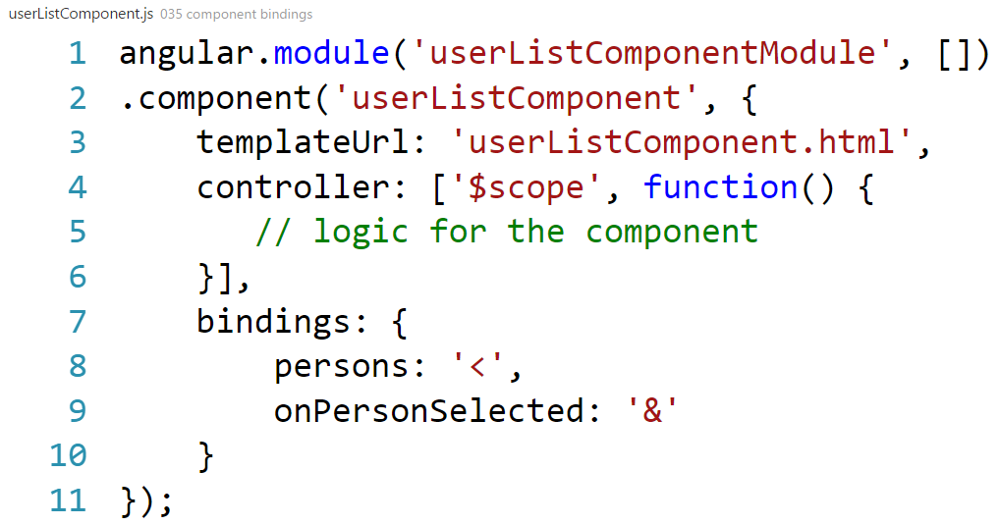 userListComponent.js 035 component bindings
1 angular.module('userListComponentModule', [])
2 .component('userListComponent', {
3     templateUrl: 'userListComponent.html',
4     controller: ['$scope', function() {
5        // logic for the component
6     }],
7     bindings: {
8         persons: '<',
9         onPersonSelected: '&'
10     }
11 });